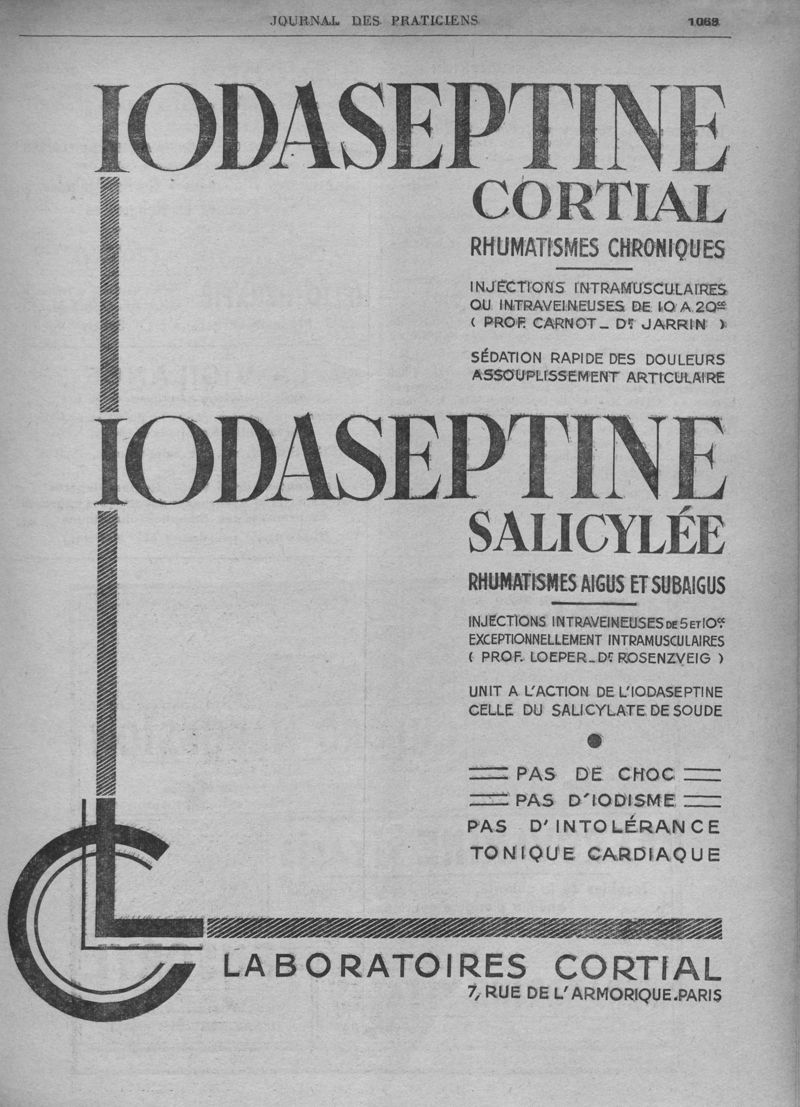 JOURNAL DES PRATICIENS 1068
IODASEPTINE
CORTIAL
RHUMATISMES CHRONIQUES
INJECTIONS INTRAMUSCULAIRES
OU INTRAVEINEUSES DE 10 A 20cc
( PROF. CARNOT_ Dr JARRIN )
SÉDATION RAPIDE DES DOULEURS
ASSOUPLISSEMENT ARTICULAIRE
IODASEPTINE
SALICYLÉE
RHUMATISMES AIGUS ET SUBAIGUS
INJECTIONS INTRAVEINEUSES DE 5 ET 10cc
EXCEPTIONNELLEMENT INTRAMUSCULAIRES
( PROF. LOEPER_Dr ROSENZVEIG )
UNIT A L'ACTION DE L'IODASEPTINE
CELLE DU SALICYLATE DE SOUDE
PAS DE CHOC
PAS D'IODISME
PAS D'INTOLÉRANCE
TONIQUE CARDIAQUE
CL
LABORATOIRES CORTIAL
7, RUE DE L'ARMORIQUE.PARIS